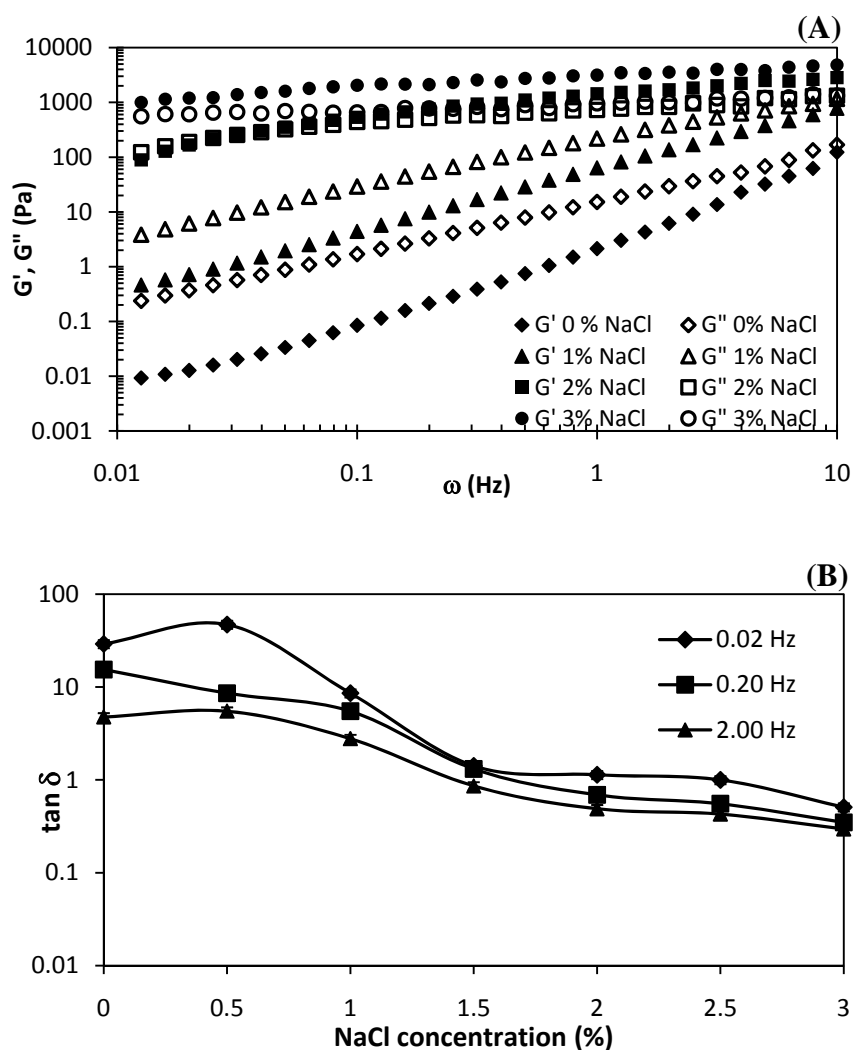 (A)
10000
1000
100
10
1
0.1
0.01
0.001
G', G" (Pa)
G' 0 % NaCl G" 0% NaCl
G' 1% NaCl G" 1% NaCl
G' 2% NaCl G" 2% NaCl
G' 3% NaCl G" 3% NaCl
0.01 0.1 1 10
ω (Hz)
(B)
100
10
1
0.1
0.01
tan δ
0.02 Hz
0.20 Hz
2.00 Hz
0 0.5 1 1.5 2 2.5 3
NaCl concentration (%)